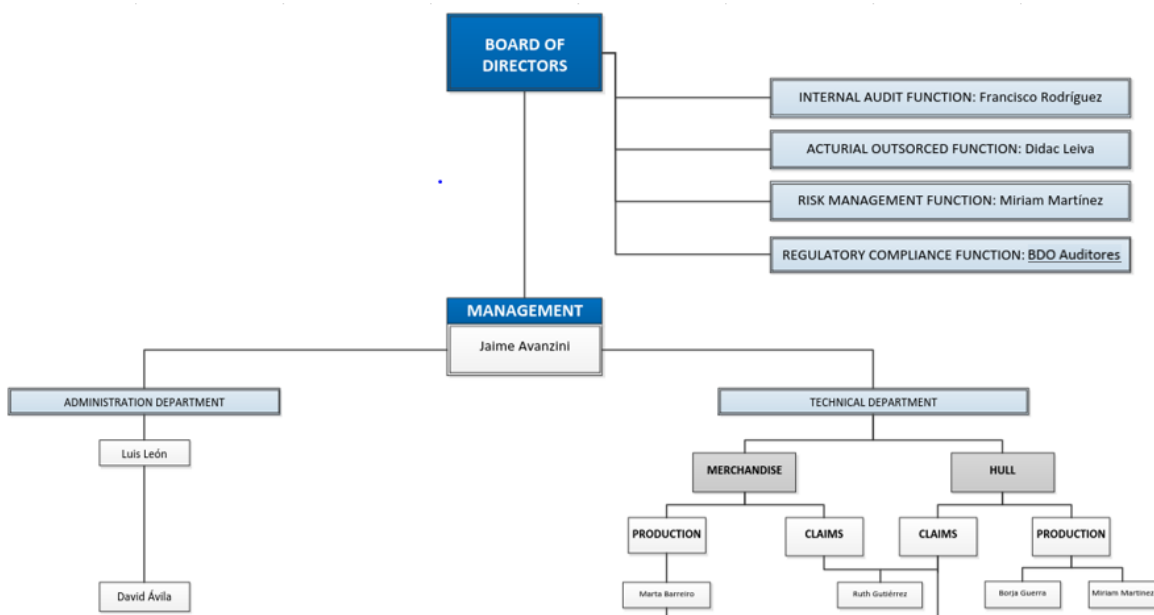 BOARD OF
DIRECTORS
INTERNAL AUDIT FUNCTION: Francisco Rodríguez
ACTURIAL OUTSORCED FUNCTION: Didac Leiva
RISK MANAGEMENT FUNCTION: Miriam Martínez
REGULATORY COMPLIANCE FUNCTION: BDO Auditores
MANAGEMENT
Jaime Avanzini
ADMINISTRATION DEPARTMENT
TECHNICAL DEPARTMENT
Luis León
MERCHANDISE
HULL
PRODUCTION
CLAIMS
CLAIMS
PRODUCTION
David Ávila
Marta Barreiro
Ruth Gutiérrez
Borja Guerra
Miriam Martinez